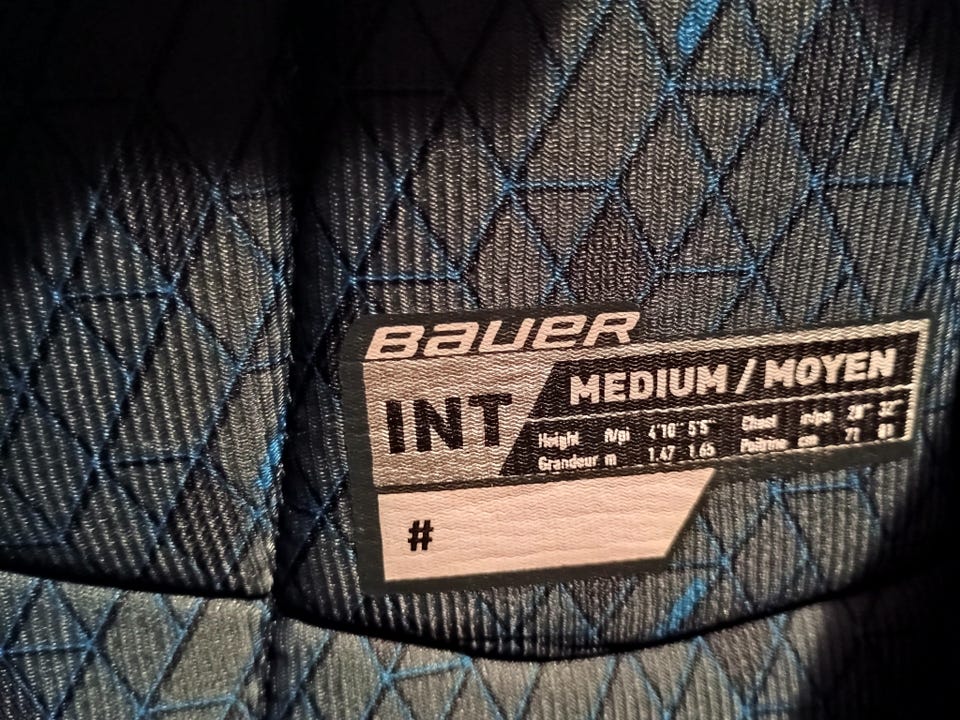 BAUER
INT
MEDIUM / MOYEN
Height ft/pi 4'10" 5'5"
Grandeur m 1.47 1.65
Chest in/po 28" 32"
Poitrine cm 71 81
#